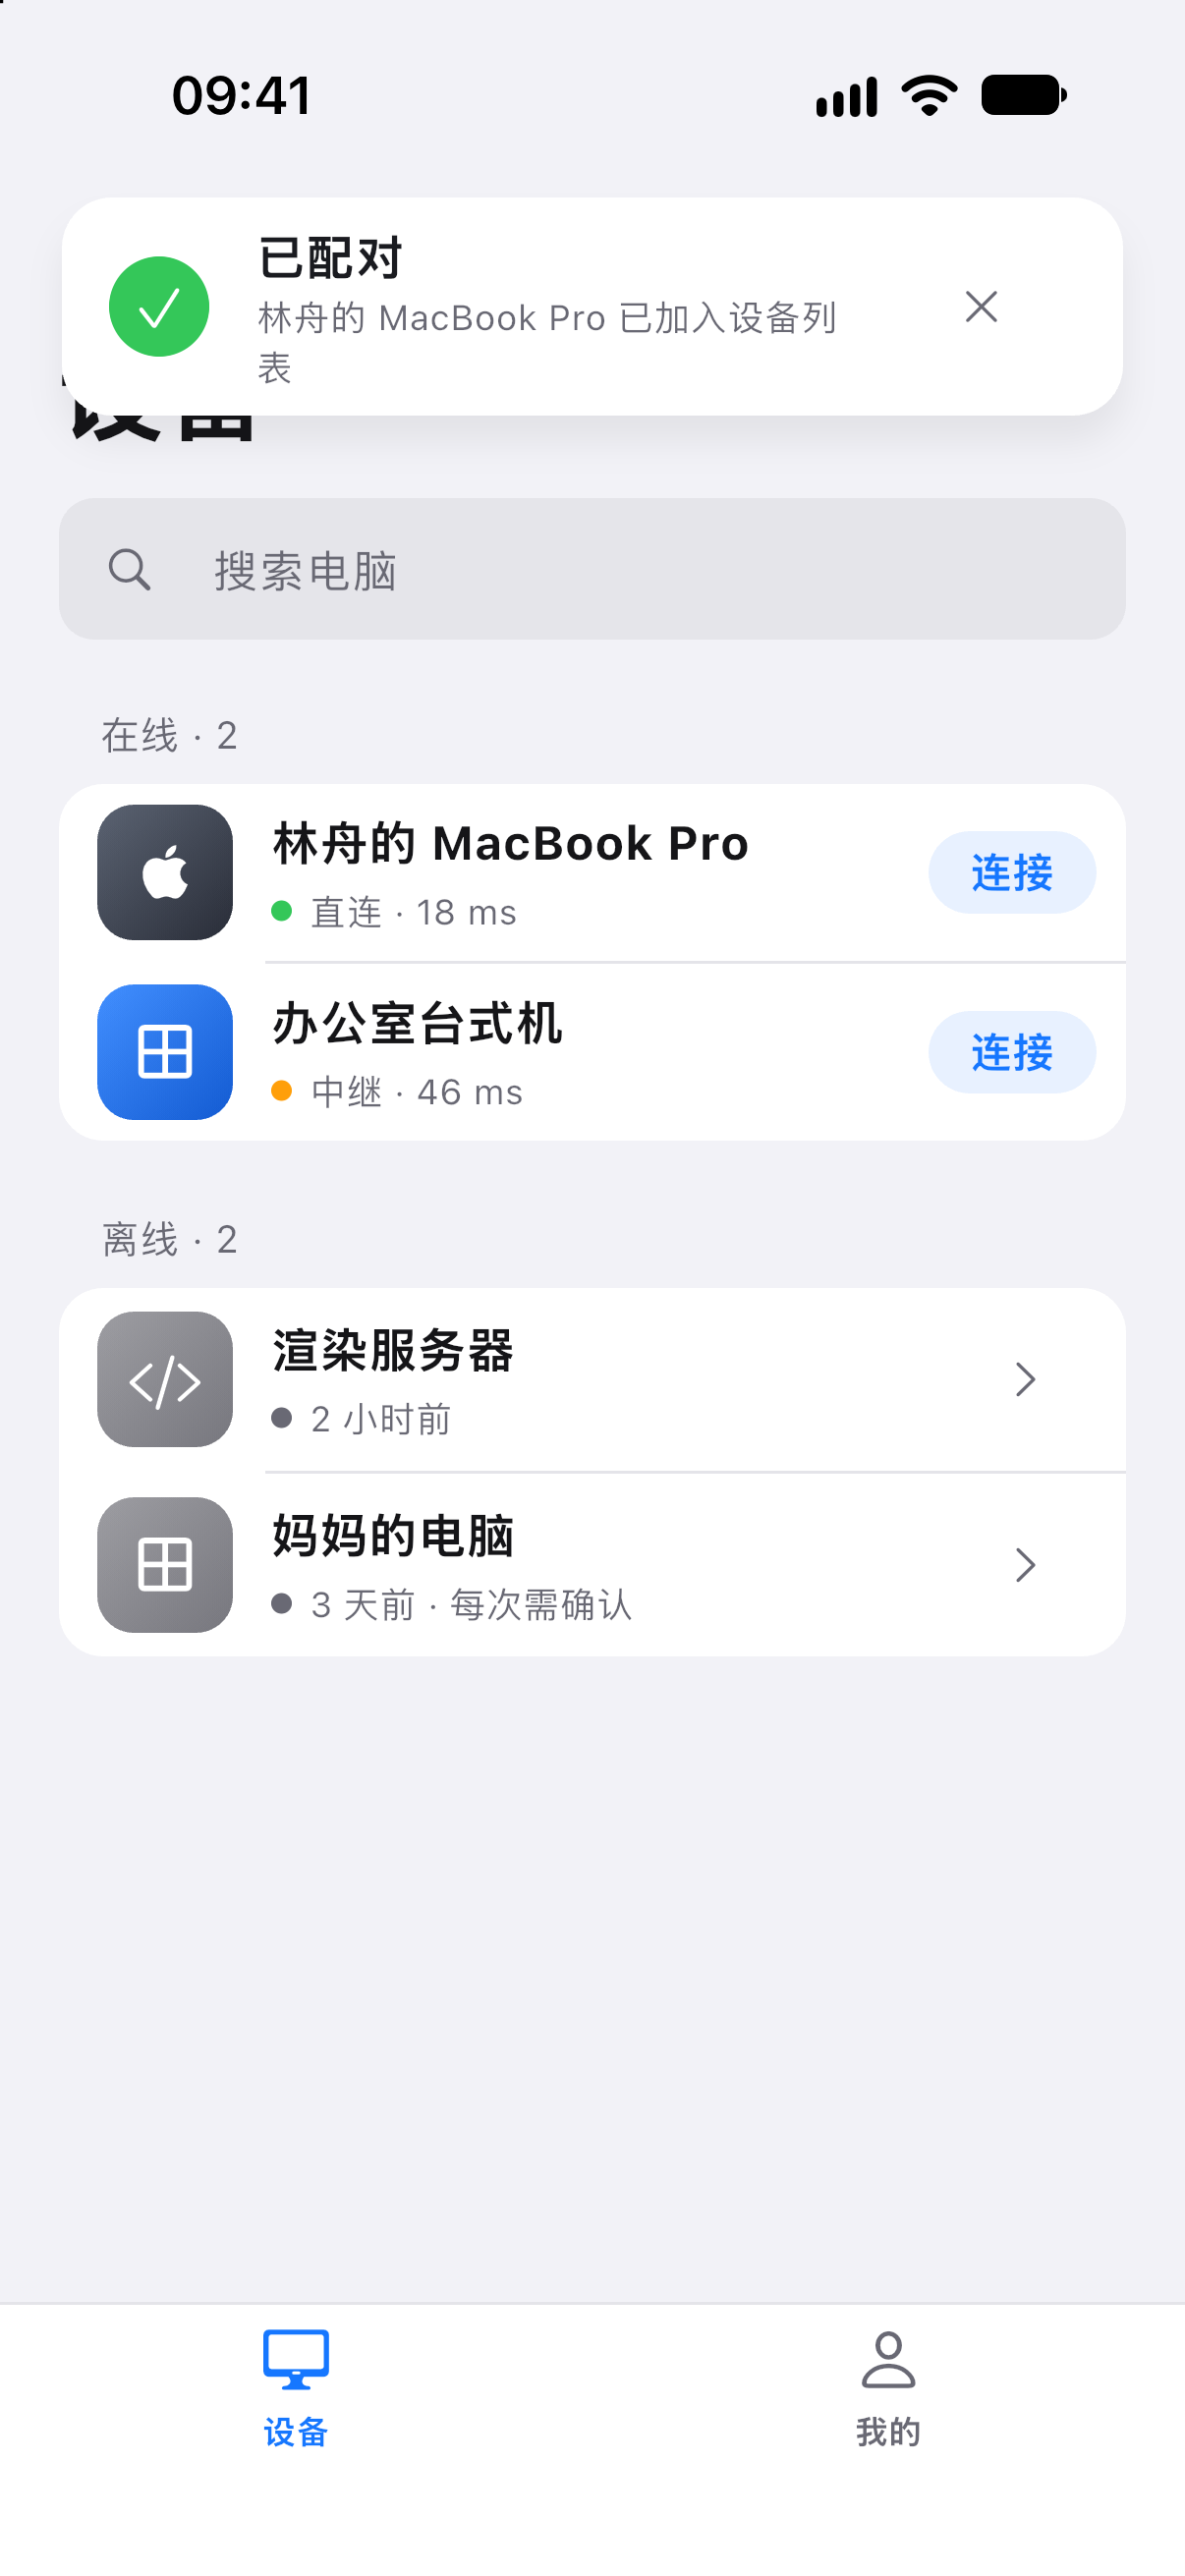 09:41
已配对
林舟的 MacBook Pro 已加入设备列
表
设备
搜索电脑
在线 · 2
林舟的 MacBook Pro
连接
直连 · 18 ms
办公室台式机
连接
中继 · 46 ms
离线 · 2
渲染服务器
2 小时前
妈妈的电脑
3 天前 · 每次需确认
设备
我的